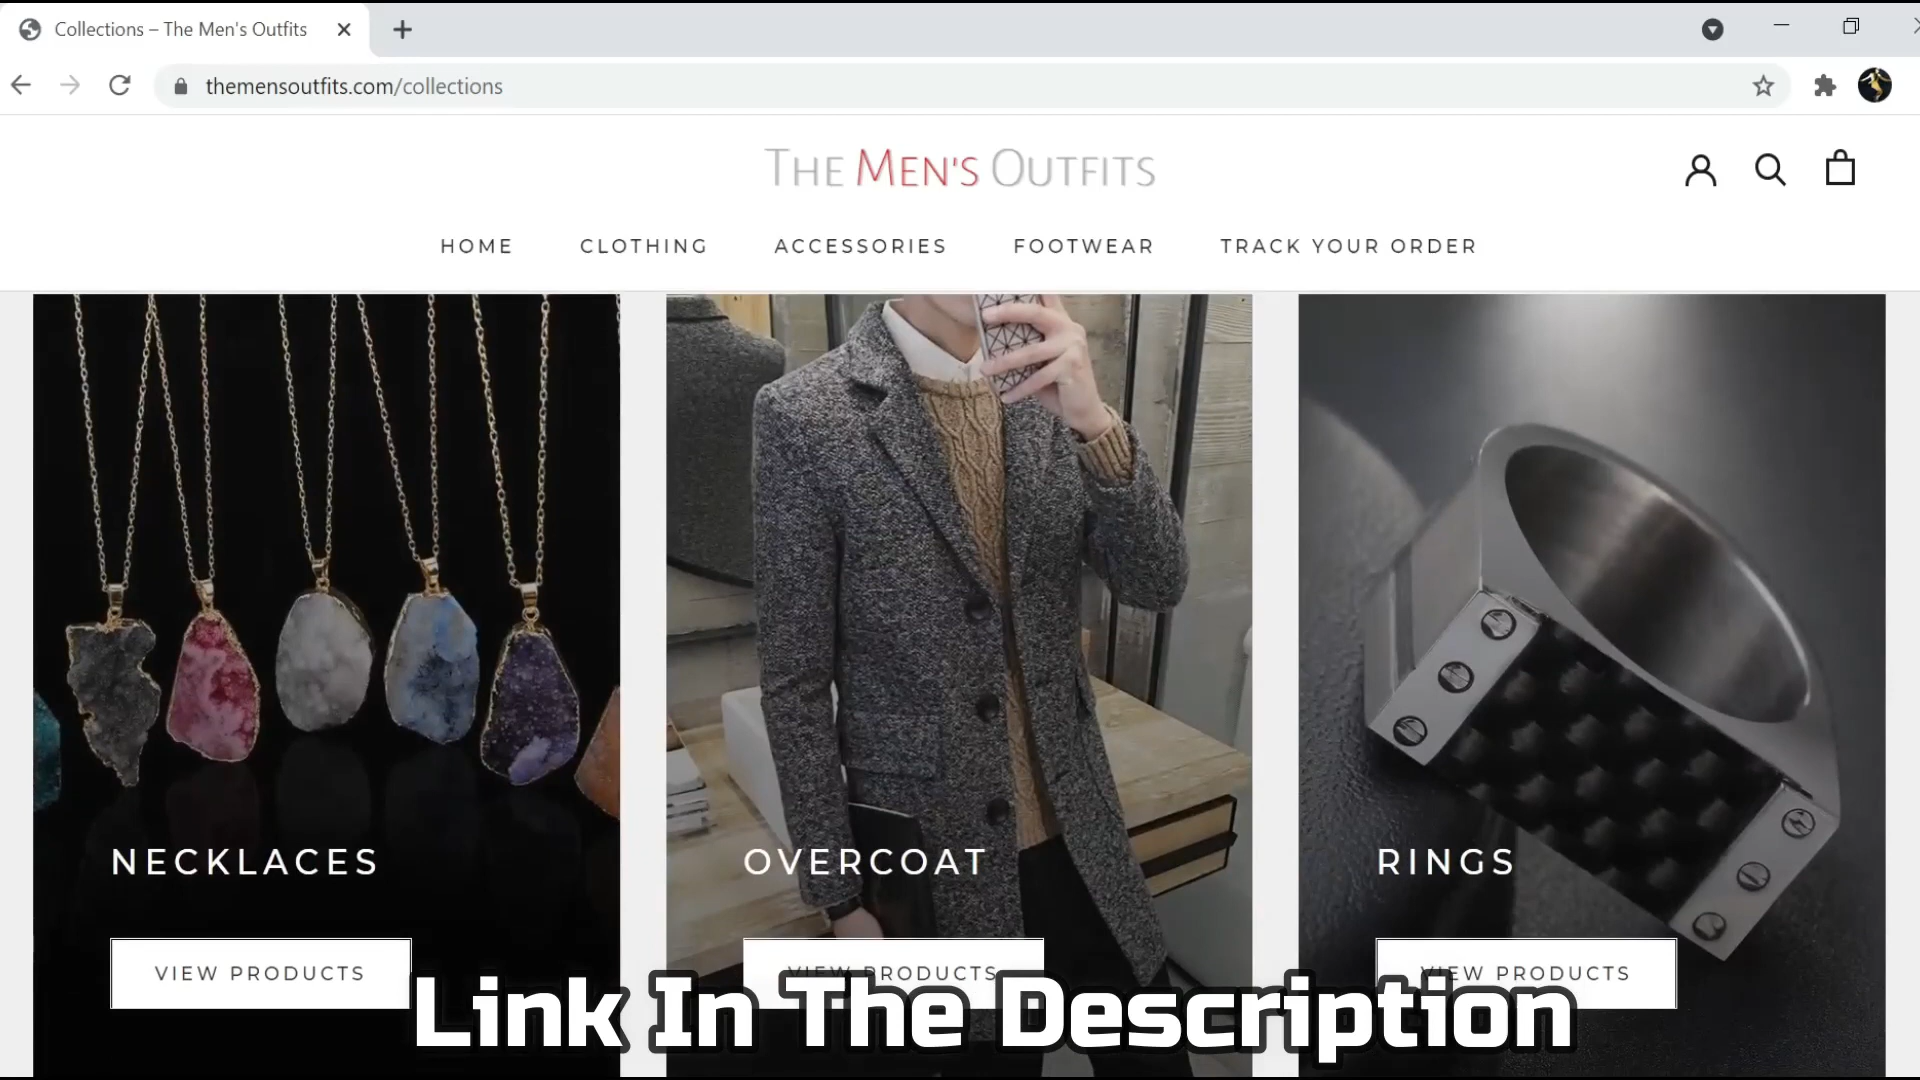 Collections – The Men's Outfits
themensoutfits.com/collections
THE MEN'S OUTFITS
HOME CLOTHING ACCESSORIES FOOTWEAR TRACK YOUR ORDER
NECKLACES
OVERCOAT
RINGS
VIEW PRODUCTS
VIEW PRODUCTS
VIEW PRODUCTS
Link In The Description